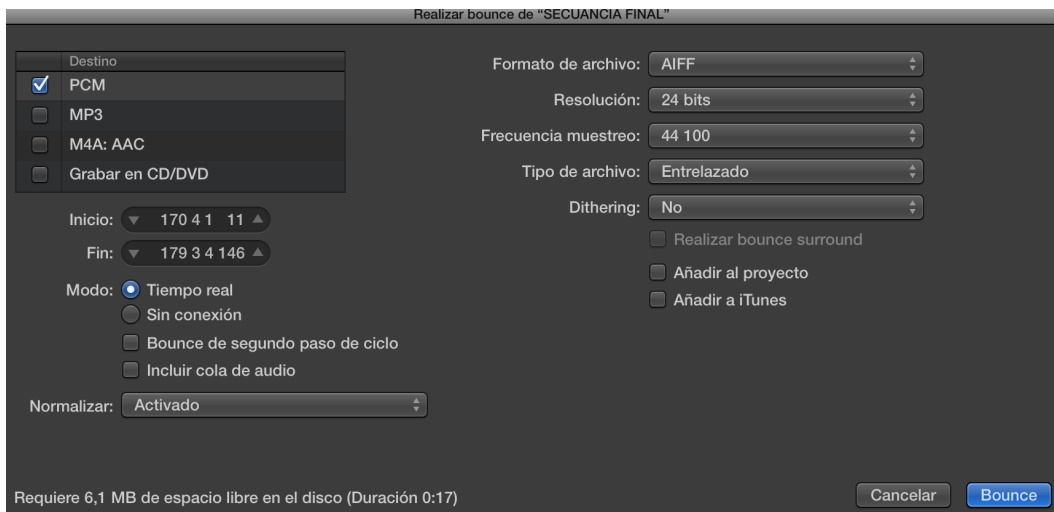 Realizar bounce de “SECUANCIA FINAL”
Destino
PCM
MP3
M4A: AAC
Grabar en CD/DVD
Inicio: 170 4 1 11
Fin: 179 3 4 146
Modo: Tiempo real
Sin conexión
Bounce de segundo paso de ciclo
Incluir cola de audio
Normalizar: Activado
Formato de archivo: AIFF
Resolución: 24 bits
Frecuencia muestreo: 44 100
Tipo de archivo: Entrelazado
Dithering: No
Realizar bounce surround
Añadir al proyecto
Añadir a iTunes
Requiere 6,1 MB de espacio libre en el disco (Duración 0:17)
Cancelar
Bounce